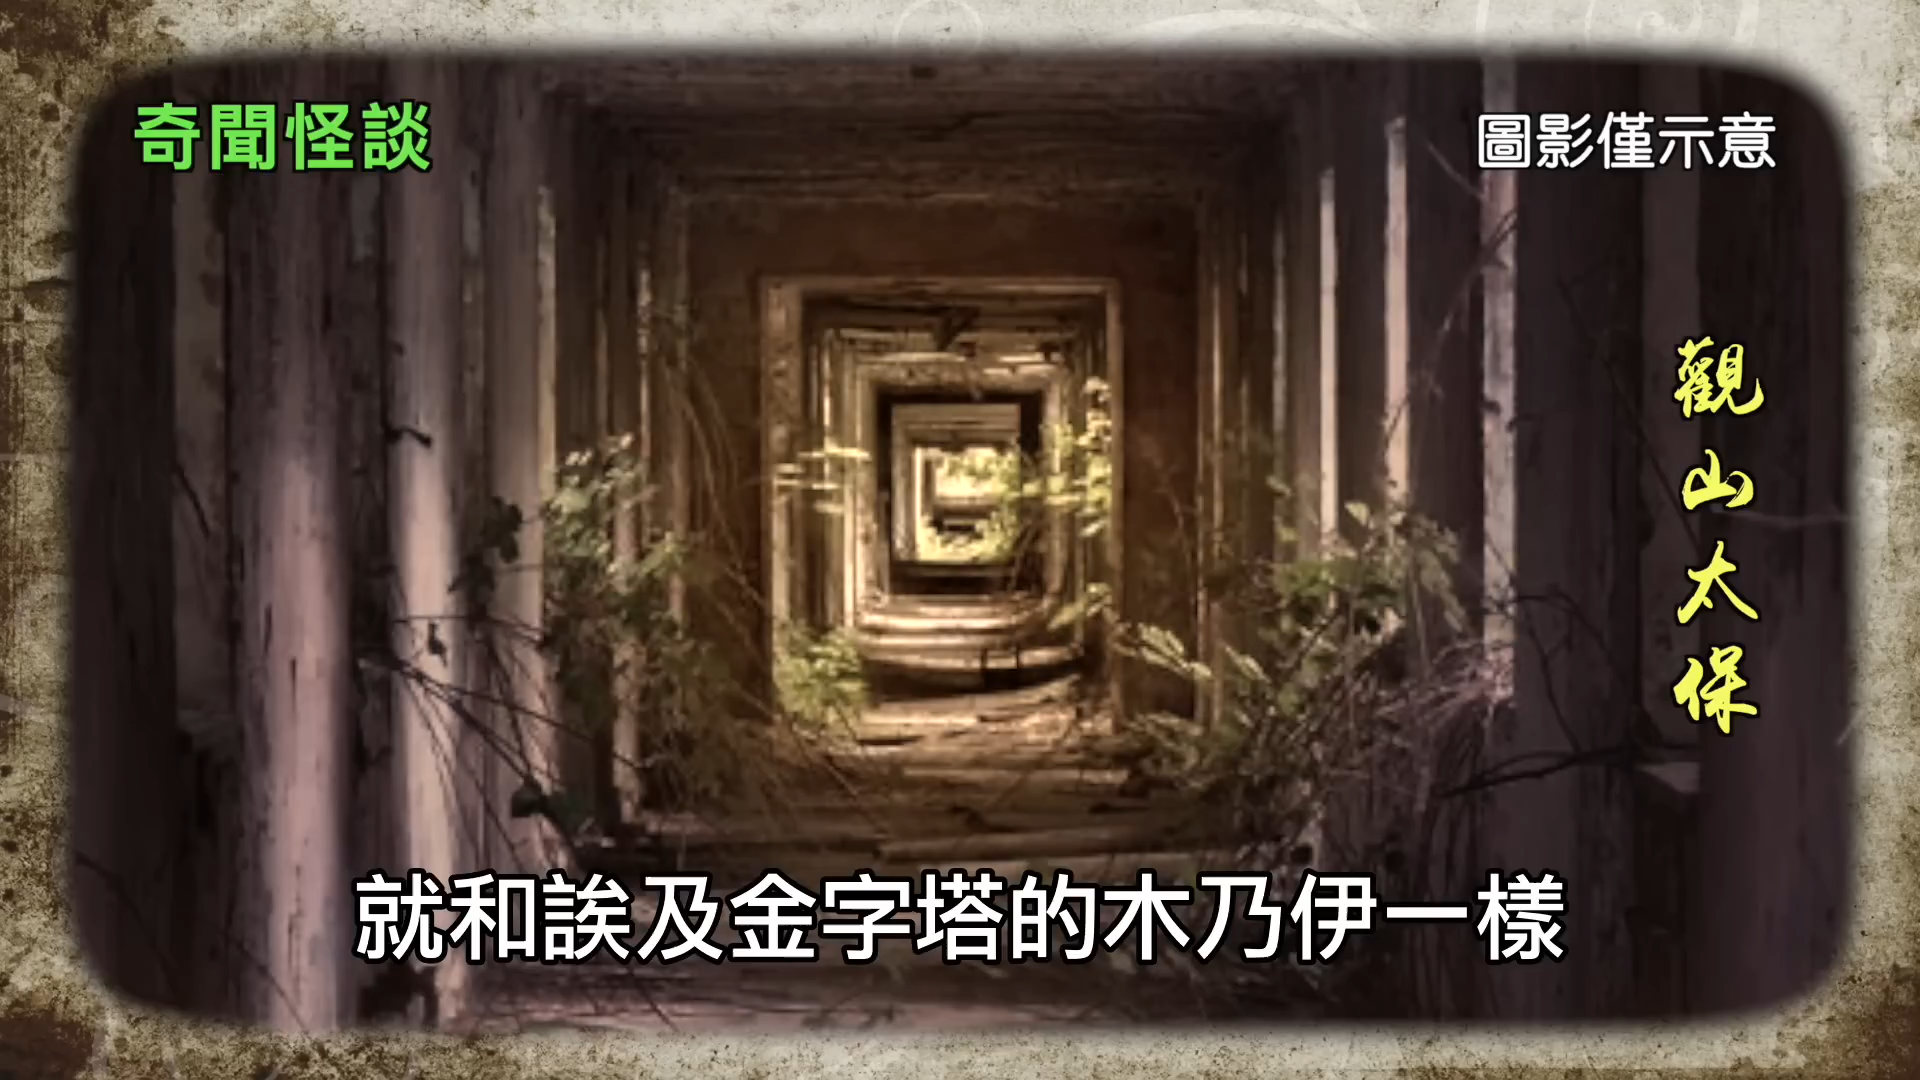 奇聞怪談
圖影僅示意
觀山太保
就和誒及金字塔的木乃伊一樣